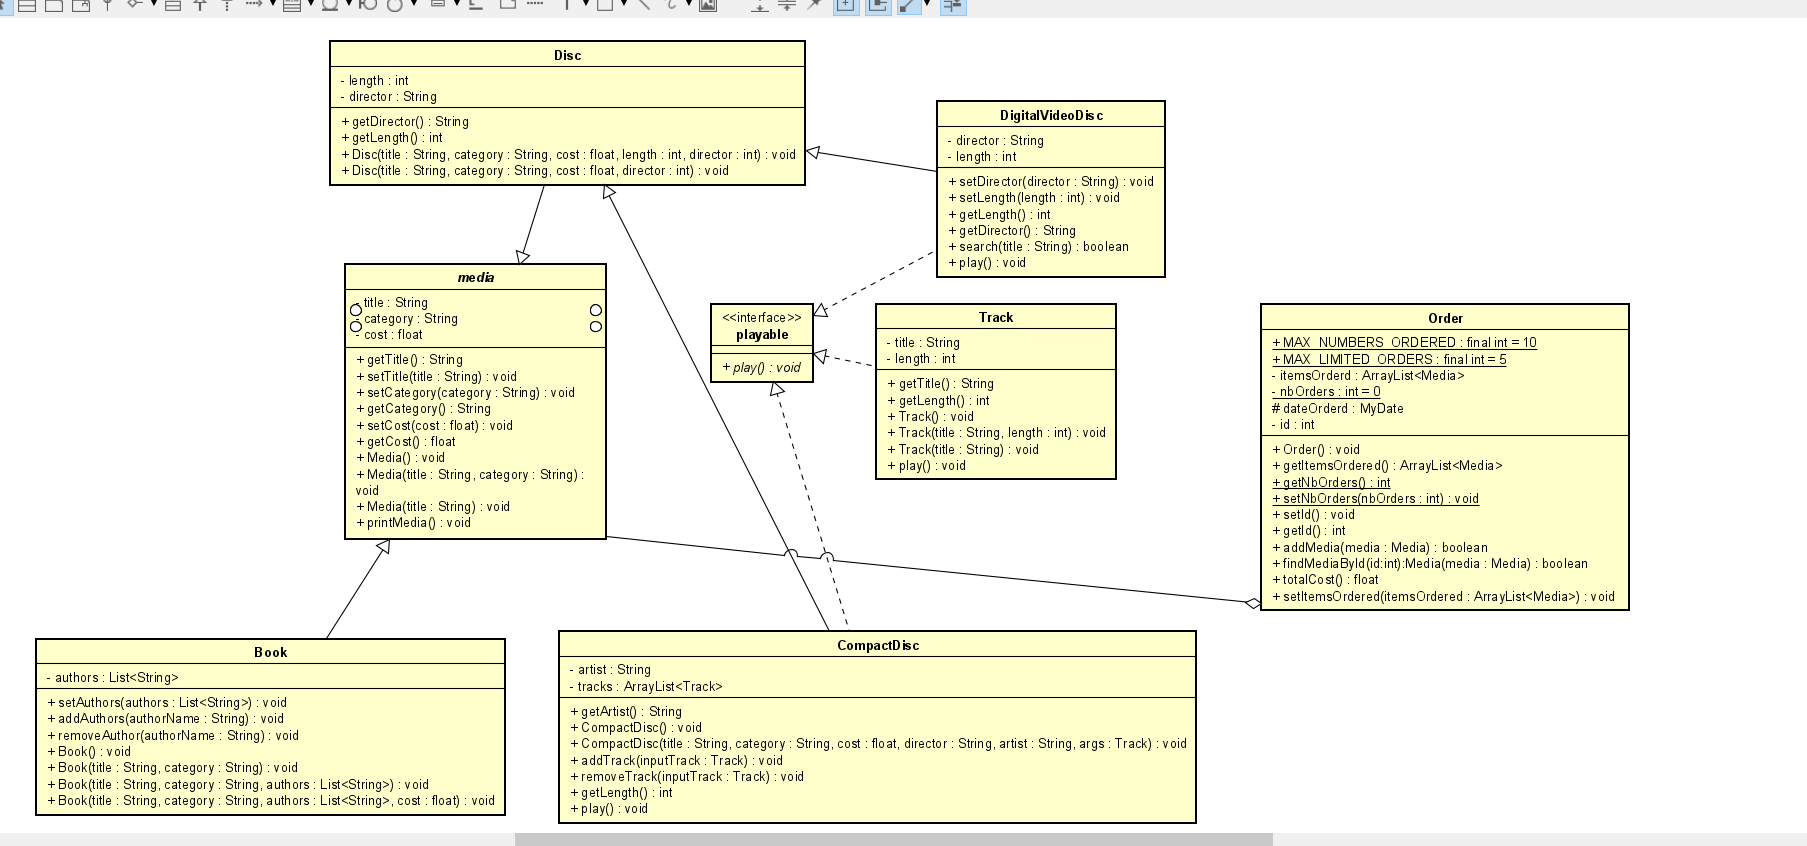 Disc
- length : int
- director : String
+ getDirector() : String
+ getLength() : int
+ Disc(title : String, category : String, cost : float, length : int, director : int) : void
+ Disc(title : String, category : String, cost : float, director : int) : void
DigitalVideoDisc
- director : String
- length : int
+ setDirector(director : String) : void
+ setLength(length : int) : void
+ getLength() : int
+ getDirector() : String
+ search(title : String) : boolean
+ play() : void
media
- title : String
- category : String
- cost : float
+ getTitle() : String
+ setTitle(title : String) : void
+ setCategory(category : String) : void
+ getCategory() : String
+ setCost(cost : float) : void
+ getCost() : float
+ Media() : void
+ Media(title : String, category : String) :
void
+ Media(title : String) : void
+ printMedia() : void
<<interface>>
playable
+ play() : void
Track
- title : String
- length : int
+ getTitle() : String
+ getLength() : int
+ Track() : void
+ Track(title : String, length : int) : void
+ Track(title : String) : void
+ play() : void
Order
+ MAX_NUMBERS_ORDERED : final int = 10
+ MAX_LIMITED_ORDERS : final int = 5
- itemsOrderd : ArrayList<Media>
- nbOrders : int = 0
# dateOrderd : MyDate
- id : int
+ Order() : void
+ getItemsOrdered() : ArrayList<Media>
+ getNbOrders() : int
+ setNbOrders(nbOrders : int) : void
+ setId() : void
+ getId() : int
+ addMedia(media : Media) : boolean
+ findMediaById(id:int):Media(media : Media) : boolean
+ totalCost() : float
+ setItemsOrdered(itemsOrdered : ArrayList<Media>) : void
Book
- authors : List<String>
+ setAuthors(authors : List<String>) : void
+ addAuthors(authorName : String) : void
+ removeAuthor(authorName : String) : void
+ Book() : void
+ Book(title : String, category : String) : void
+ Book(title : String, category : String, authors : List<String>) : void
+ Book(title : String, category : String, authors : List<String>, cost : float) : void
CompactDisc
- artist : String
- tracks : ArrayList<Track>
+ getArtist() : String
+ CompactDisc() : void
+ CompactDisc(title : String, category : String, cost : float, director : String, artist : String, args : Track) : void
+ addTrack(inputTrack : Track) : void
+ removeTrack(inputTrack : Track) : void
+ getLength() : int
+ play() : void